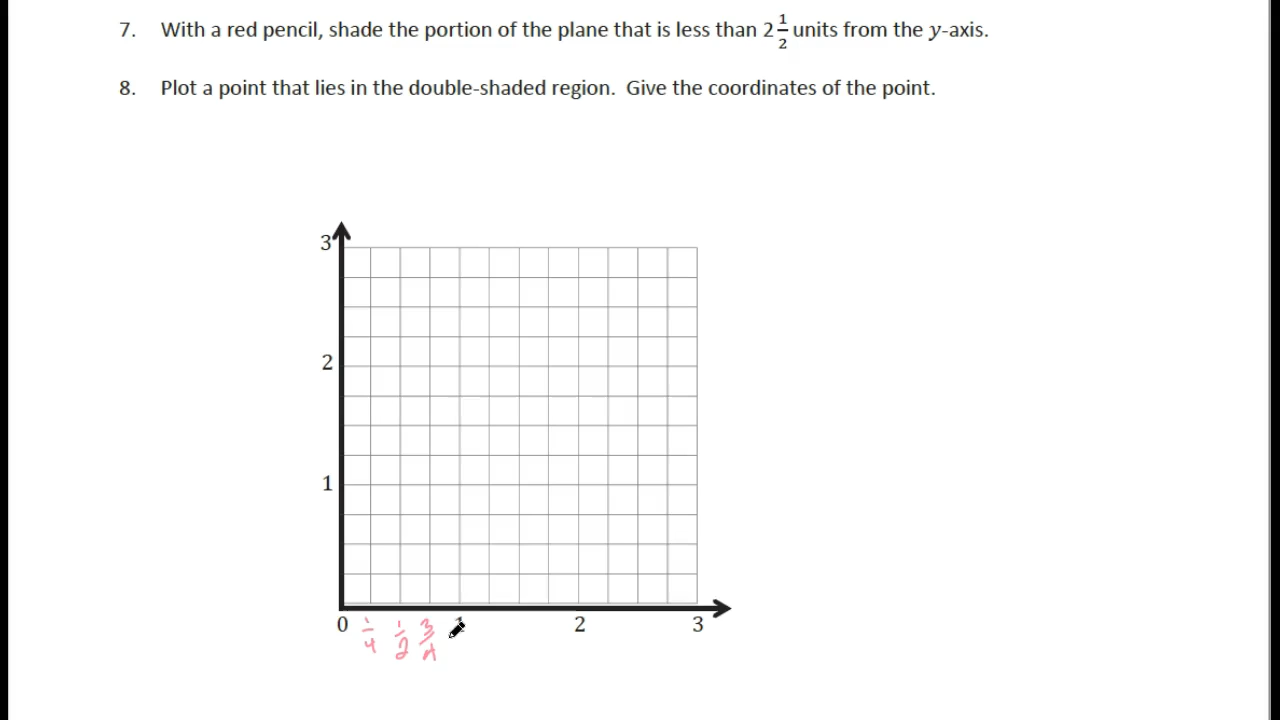 7. With a red pencil, shade the portion of the plane that is less than 2 1/2 units from the y-axis.
8. Plot a point that lies in the double-shaded region. Give the coordinates of the point.
3
2
1
0 1 2 3
1/4 1/2 3/4